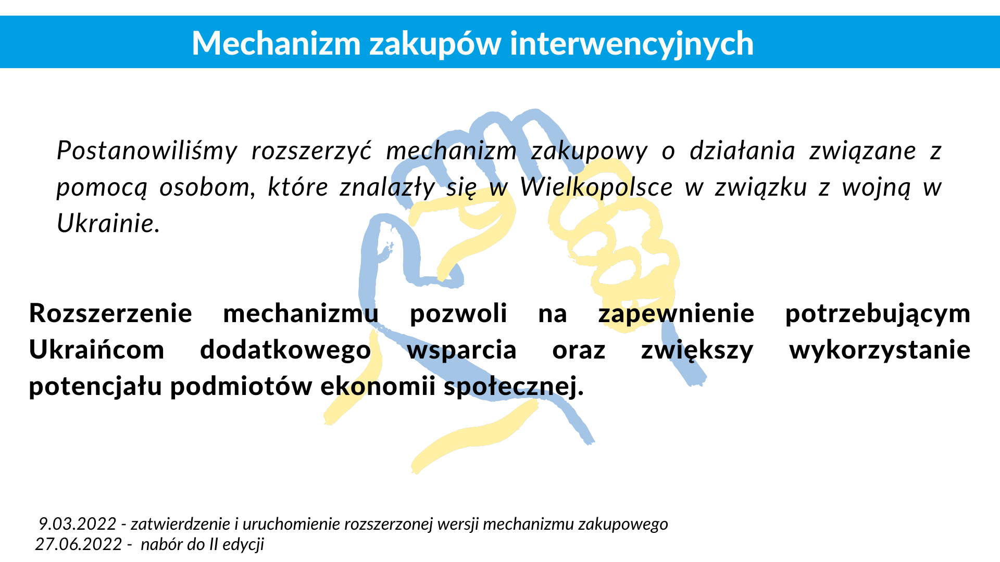 Mechanizm zakupów interwencyjnych
Postanowiliśmy rozszerzyć mechanizm zakupowy o działania związane z
pomocą osobom, które znalazły się w Wielkopolsce w związku z wojną w
Ukrainie.
Rozszerzenie mechanizmu pozwoli na zapewnienie potrzebującym
Ukraińcom dodatkowego wsparcia oraz zwiększy wykorzystanie
potencjału podmiotów ekonomii społecznej.
9.03.2022 - zatwierdzenie i uruchomienie rozszerzonej wersji mechanizmu zakupowego
27.06.2022 - nabór do II edycji